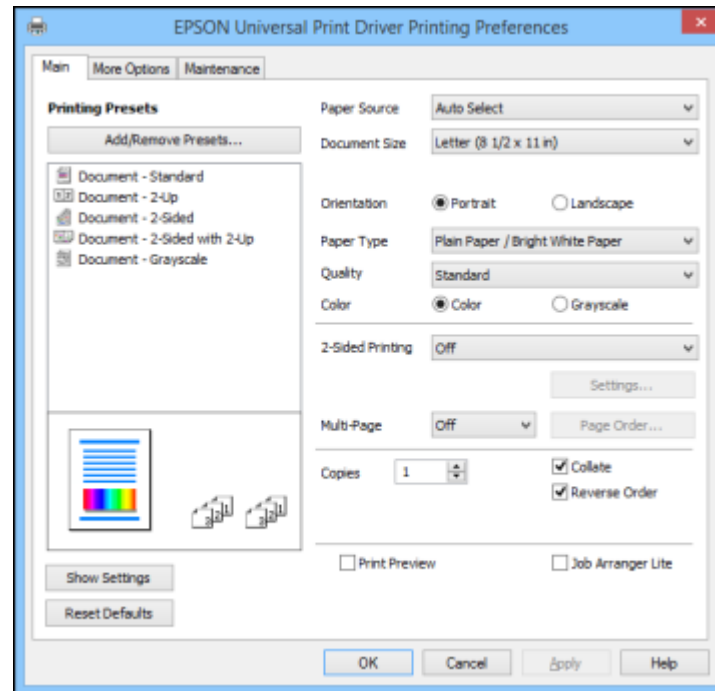 EPSON Universal Print Driver Printing Preferences
Main More Options Maintenance
Printing Presets
Add/Remove Presets...
Document - Standard
Document - 2-Up
Document - 2-Sided
Document - 2-Sided with 2-Up
Document - Grayscale
Show Settings
Reset Defaults
Paper Source Auto Select
Document Size Letter (8 1/2 x 11 in)
Orientation Portrait Landscape
Paper Type Plain Paper / Bright White Paper
Quality Standard
Color Color Grayscale
2-Sided Printing Off
Settings...
Multi-Page Off Page Order...
Copies 1 Collate
Reverse Order
Print Preview Job Arranger Lite
OK Cancel Apply Help